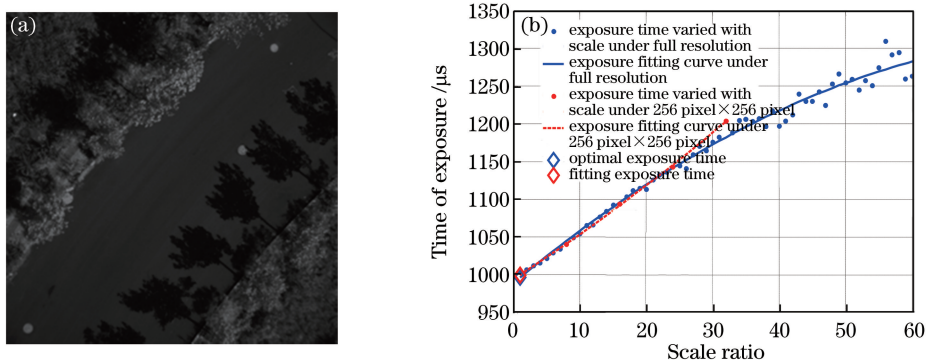 (a)
(b)
1350
1300
1250
1200
1150
1100
1050
1000
950
Time of exposure /μs
exposure time varied with
scale under full resolution
exposure fitting curve under
full resolution
exposure time varied with
scale under 256 pixel×256 pixel
exposure fitting curve under
256 pixel×256 pixel
optimal exposure time
fitting exposure time
0 10 20 30 40 50 60
Scale ratio